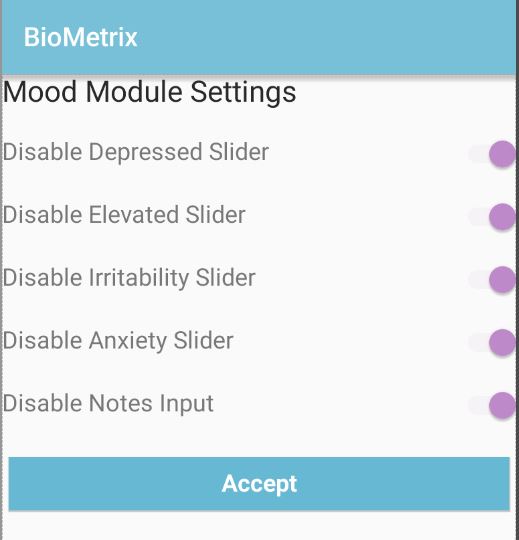 BioMetrix
Mood Module Settings
Disable Depressed Slider
Disable Elevated Slider
Disable Irritability Slider
Disable Anxiety Slider
Disable Notes Input
Accept